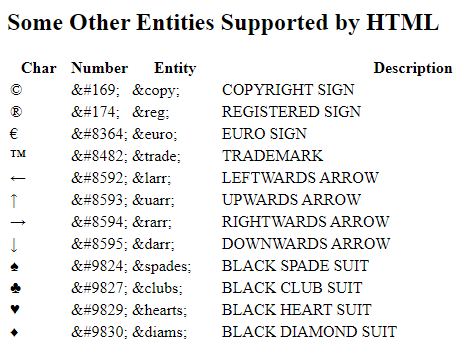 Some Other Entities Supported by HTML
Char Number Entity Description
© &#169; &copy; COPYRIGHT SIGN
® &#174; &reg; REGISTERED SIGN
€ &#8364; &euro; EURO SIGN
™ &#8482; &trade; TRADEMARK
← &#8592; &larr; LEFTWARDS ARROW
↑ &#8593; &uarr; UPWARDS ARROW
→ &#8594; &rarr; RIGHTWARDS ARROW
↓ &#8595; &darr; DOWNWARDS ARROW
♠ &#9824; &spades; BLACK SPADE SUIT
♣ &#9827; &clubs; BLACK CLUB SUIT
♥ &#9829; &hearts; BLACK HEART SUIT
♦ &#9830; &diams; BLACK DIAMOND SUIT